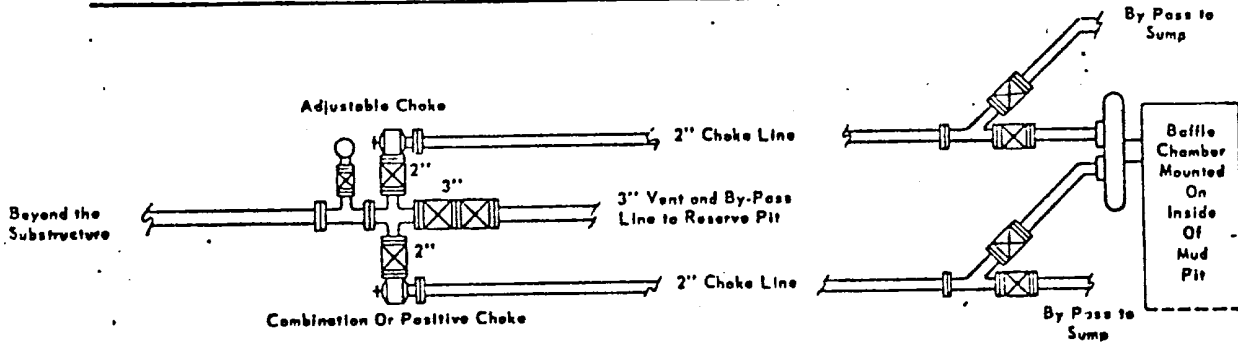 By Pass to
Sump
Adjustable Choke
2" Choke Line
2"
3"
3" Vent and By-Pass
Line to Reserve Pit
Beyond the
Substructure
2"
2" Choke Line
Combination Or Positive Choke
Baffle
Chamber
Mounted
On
Inside
Of
Mud
Pit
By Pass to
Sump